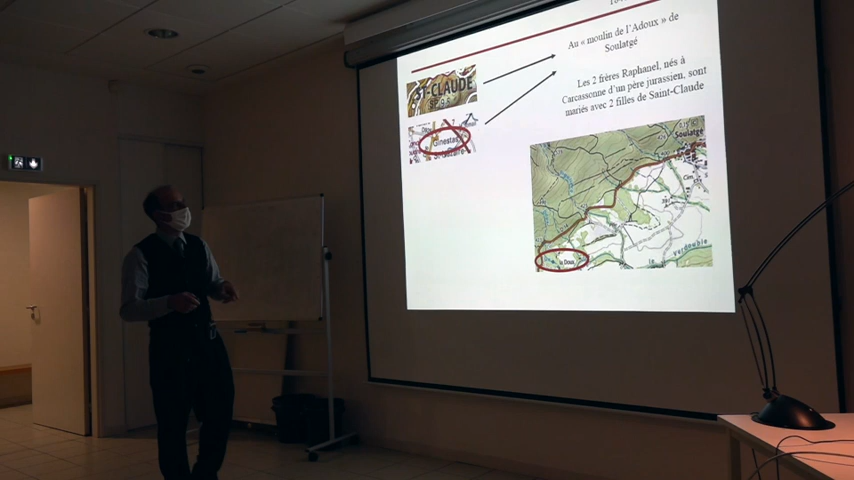 Au « moulin de l'Adoux » de
Soulatgé
ST-CLAUDE
Les 2 frères Raphanel, nés à
Carcassonne d'un père jurassien, sont
mariés avec 2 filles de Saint-Claude
Ginestas
Soulatgé
la Doux
Verdouble